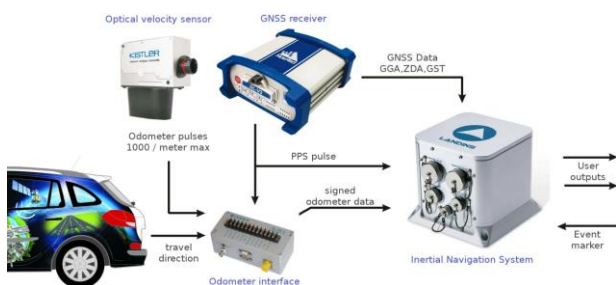 Optical velocity sensor
GNSS receiver
KISTLER
GNSS Data
GGA,ZDA,GST
LANDINS
Odometer pulses
1000 / meter max
PPS pulse
User
outputs
signed
odometer data
travel
direction
Event
marker
Odometer interface
Inertial Navigation System